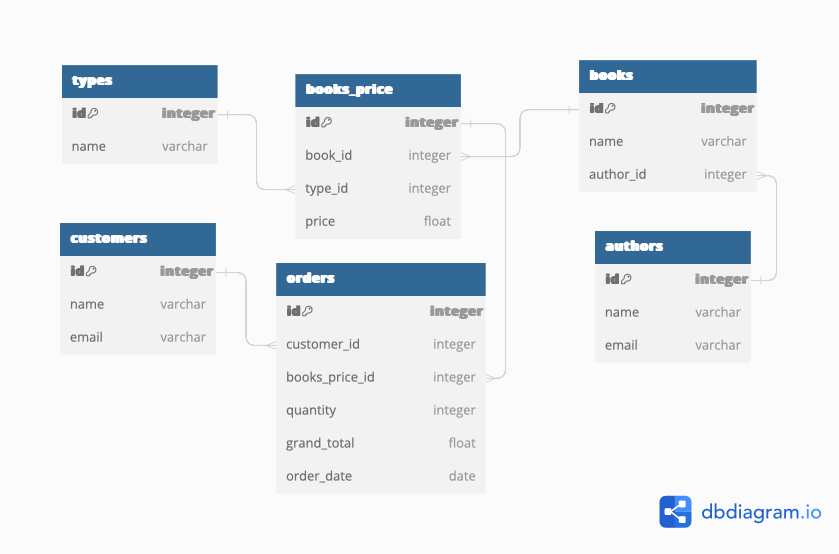 types
id integer
name varchar
books_price
id integer
book_id integer
type_id integer
price float
books
id integer
name varchar
author_id integer
customers
id integer
name varchar
email varchar
orders
id integer
customer_id integer
books_price_id integer
quantity integer
grand_total float
order_date date
authors
id integer
name varchar
email varchar
dbdiagram.io